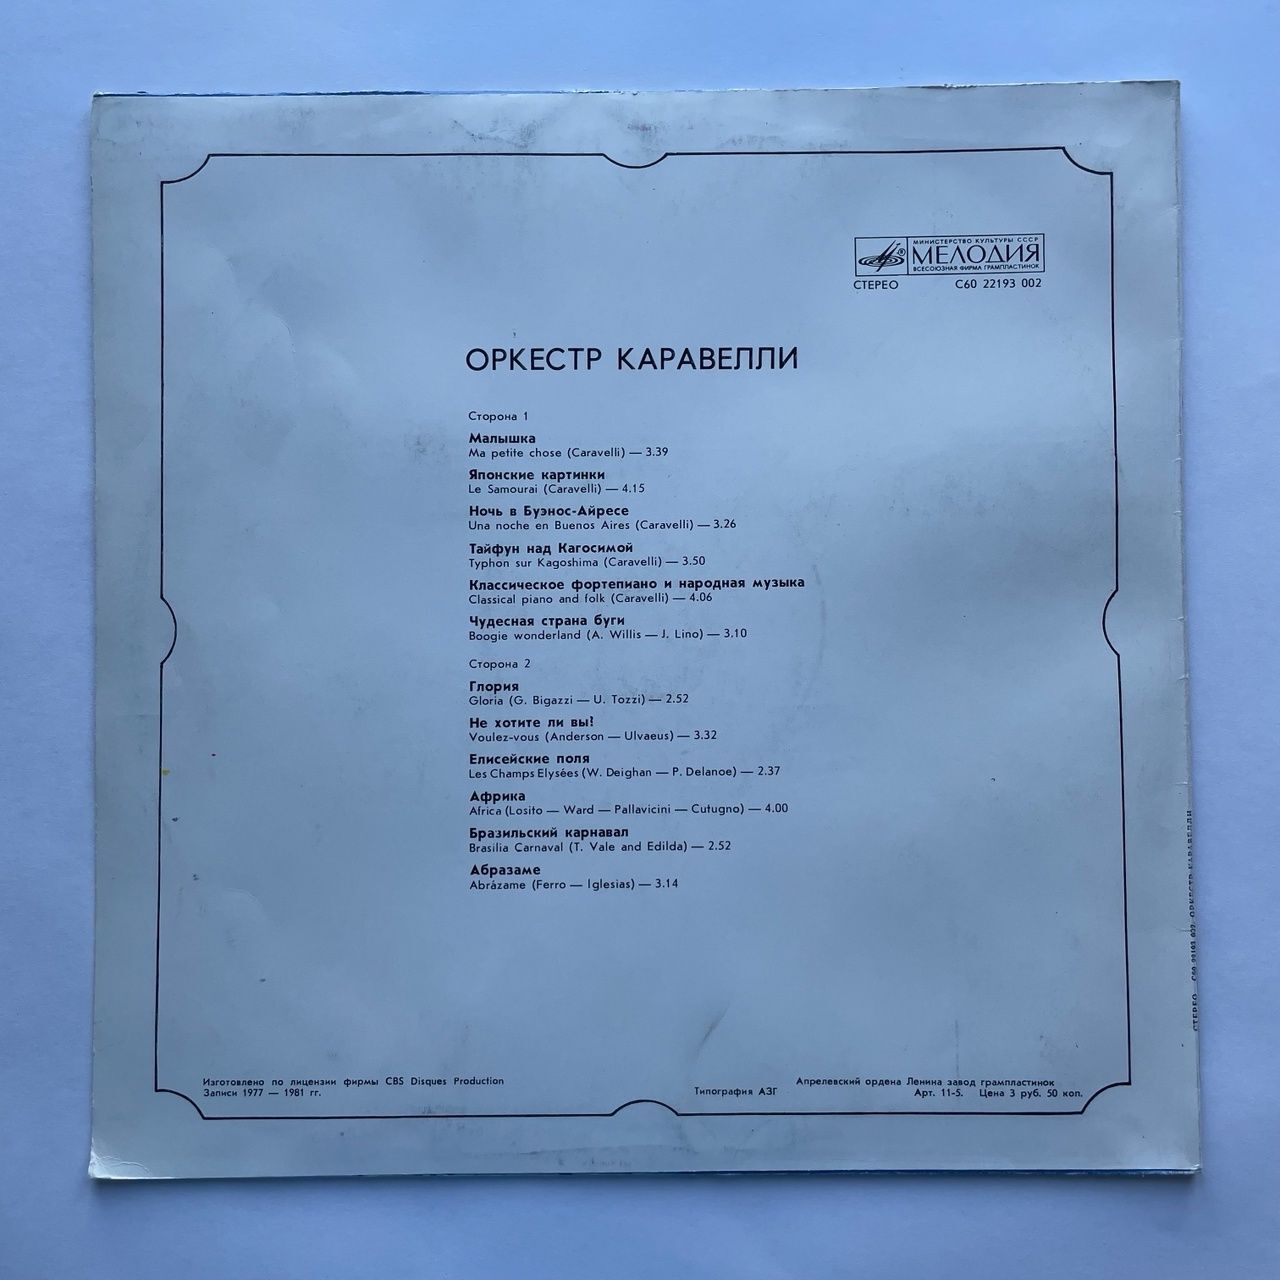 МИНИСТЕРСТВО КУЛЬТУРЫ СССР
® МЕЛОДИЯ
ВСЕСОЮЗНАЯ ФИРМА ГРАМПЛАСТИНОК
СТЕРЕО С60 22193 002
ОРКЕСТР КАРАВЕЛЛИ
Сторона 1
Малышка
Ma petite chose (Caravelli) — 3.39
Японские картинки
Le Samourai (Caravelli) — 4.15
Ночь в Буэнос-Айресе
Una noche en Buenos Aires (Caravelli) — 3.26
Тайфун над Кагосимой
Typhon sur Kagoshima (Caravelli) — 3.50
Классическое фортепиано и народная музыка
Classical piano and folk (Caravelli) — 4.06
Чудесная страна буги
Boogie wonderland (A. Willis — J. Lino) — 3.10
Сторона 2
Глория
Gloria (G. Bigazzi — U. Tozzi) — 2.52
Не хотите ли вы?
Voulez-vous (Anderson — Ulvaeus) — 3.32
Елисейские поля
Les Champs Elysées (W. Deighan — P. Delanoe) — 2.37
Африка
Africa (Losito — Ward — Pallavicini — Cutugno) — 4.00
Бразильский карнавал
Brasilia Carnaval (T. Vale and Edilda) — 2.52
Абразаме
Abrázame (Ferro — Iglesias) — 3.14
Изготовлено по лицензии фирмы CBS Disques Production
Записи 1977 — 1981 гг.
Типография АЗГ
Апрелевский ордена Ленина завод грампластинок
Арт. 11-5. Цена 3 руб. 50 коп.
СТЕРЕО С60 22193 002 ОРКЕСТР КАРАВЕЛЛИ